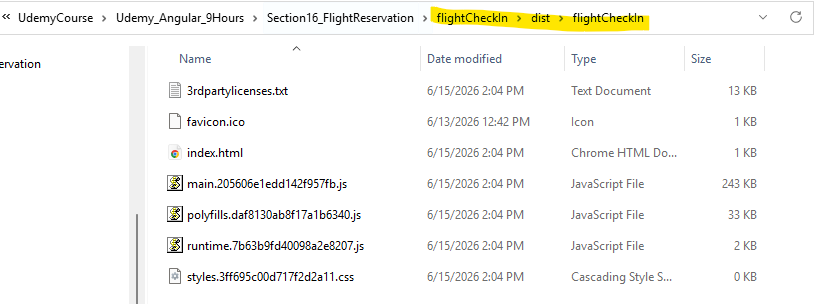 « UdemyCourse > Udemy_Angular_9Hours > Section16_FlightReservation > flightCheckIn > dist > flightCheckIn
ervation
Name Date modified Type Size
3rdpartylicenses.txt 6/15/2026 2:04 PM Text Document 13 KB
favicon.ico 6/13/2026 12:42 PM Icon 1 KB
index.html 6/15/2026 2:04 PM Chrome HTML Do... 1 KB
main.205606e1edd142f957fb.js 6/15/2026 2:04 PM JavaScript File 243 KB
polyfills.daf8130ab8f17a1b6340.js 6/15/2026 2:04 PM JavaScript File 33 KB
runtime.7b63b9fd40098a2e8207.js 6/15/2026 2:04 PM JavaScript File 2 KB
styles.3ff695c00d717f2d2a11.css 6/15/2026 2:04 PM Cascading Style S... 0 KB